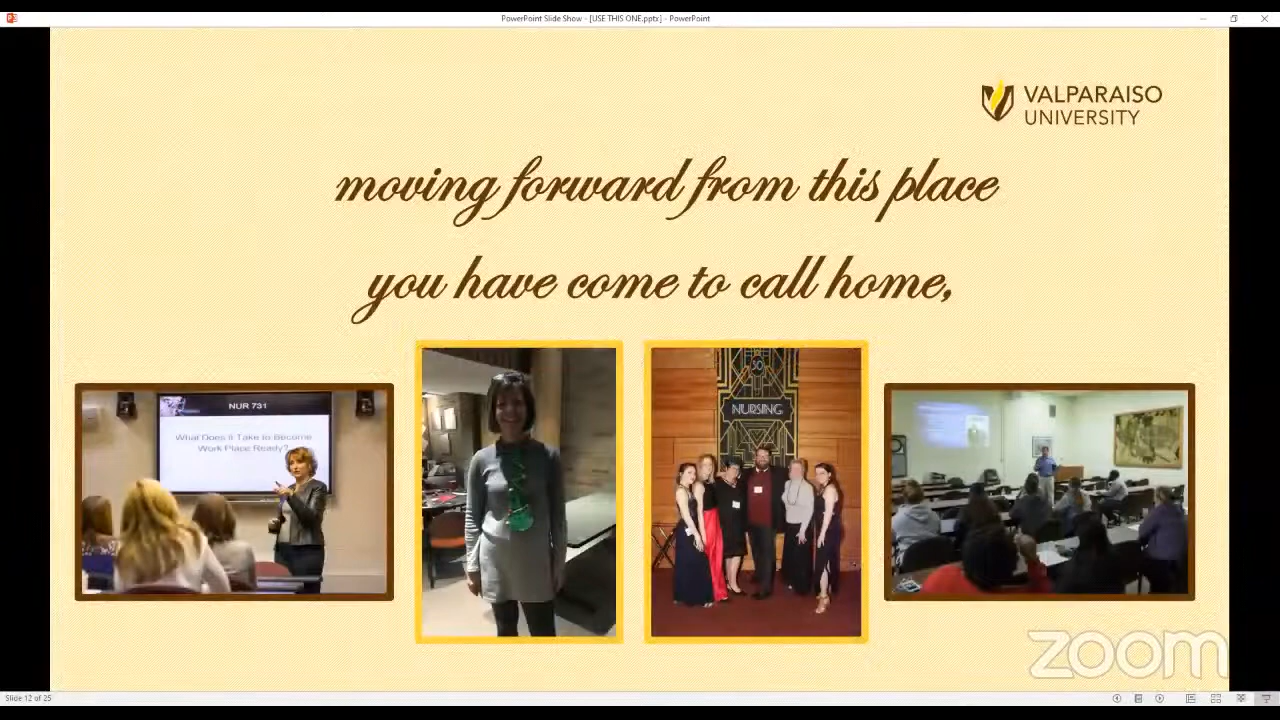 PowerPoint Slide Show - [USE THIS ONE.pptx] - PowerPoint
VALPARAISO
UNIVERSITY
moving forward from this place
you have come to call home,
NUR 731
What Does It Take to Become
Work Place Ready?
50
NURSING
zoom
Slide 12 of 25